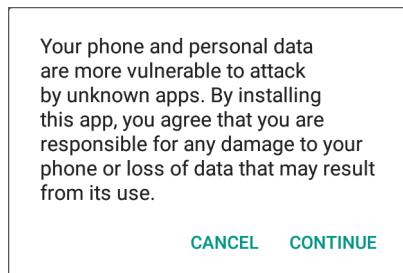 Your phone and personal data
are more vulnerable to attack
by unknown apps. By installing
this app, you agree that you are
responsible for any damage to your
phone or loss of data that may result
from its use.
CANCEL CONTINUE